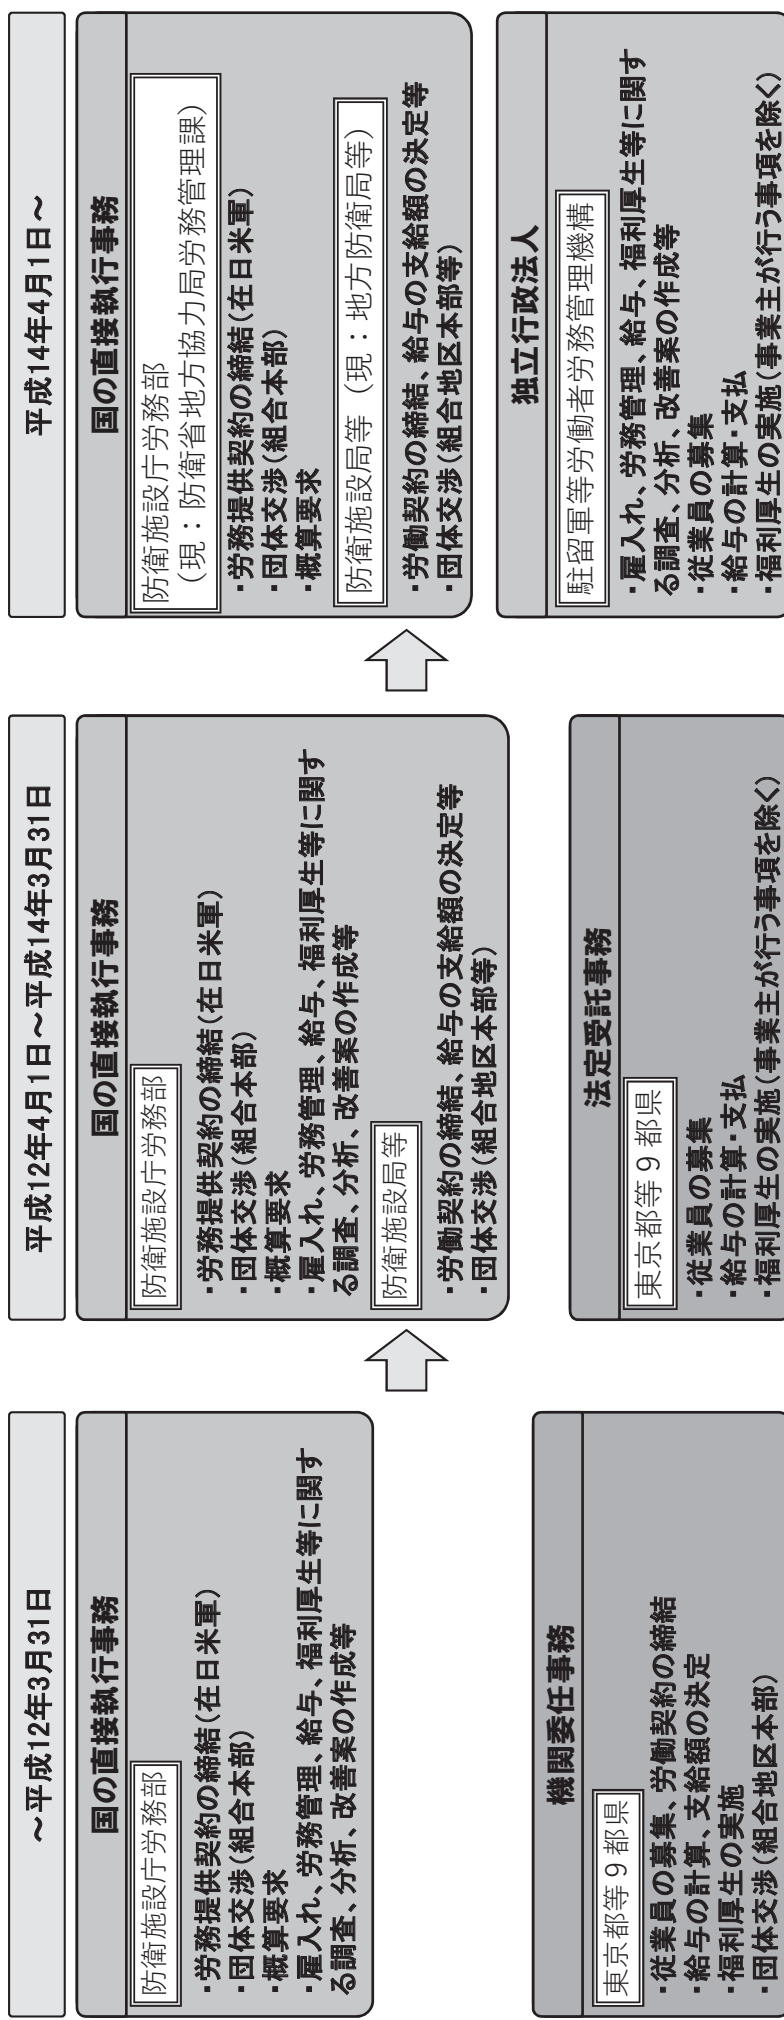 ～平成12年3月31日
国の直接執行事務
防衛施設庁労務部
・労務提供契約の締結（在日米軍）
・団体交渉（組合本部）
・概算要求
・雇入れ、労務管理、給与、福利厚生等に関す
る調査、分析、改善案の作成等
機関委任事務
東京都等９都県
・従業員の募集、労働契約の締結
・給与の計算、支給額の決定
・福利厚生の実施
・団体交渉（組合地区本部）
平成12年4月1日～平成14年3月31日
国の直接執行事務
防衛施設庁労務部
・労務提供契約の締結（在日米軍）
・団体交渉（組合本部）
・概算要求
・雇入れ、労務管理、給与、福利厚生等に関す
る調査、分析、改善案の作成等
防衛施設局等
・労働契約の締結、給与の支給額の決定等
・団体交渉（組合地区本部等）
法定受託事務
東京都等９都県
・従業員の募集
・給与の計算・支払
・福利厚生の実施（事業主が行う事項を除く）
平成14年4月1日～
国の直接執行事務
防衛施設庁労務部
（現：防衛省地方協力局労務管理課）
・労務提供契約の締結（在日米軍）
・団体交渉（組合本部）
・概算要求
防衛施設局等（現：地方防衛局等）
・労働契約の締結、給与の支給額の決定等
・団体交渉（組合地区本部等）
独立行政法人
駐留軍等労働者労務管理機構
・雇入れ、労務管理、給与、福利厚生等に関す
る調査、分析、改善案の作成等
・従業員の募集
・給与の計算・支払
・福利厚生の実施（事業主が行う事項を除く）